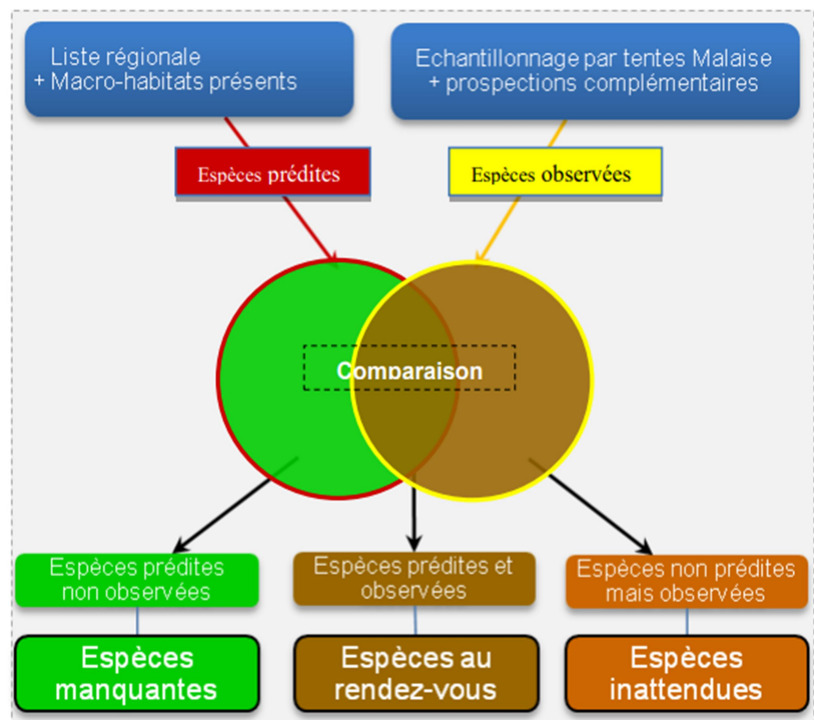 Liste régionale
+ Macro-habitats présents
Echantillonnage par tentes Malaise
+ prospections complémentaires
Espèces prédites
Espèces observées
Comparaison
Espèces prédites
non observées
Espèces prédites et
observées
Espèces non prédites
mais observées
Espèces
manquantes
Espèces au
rendez-vous
Espèces
inattendues